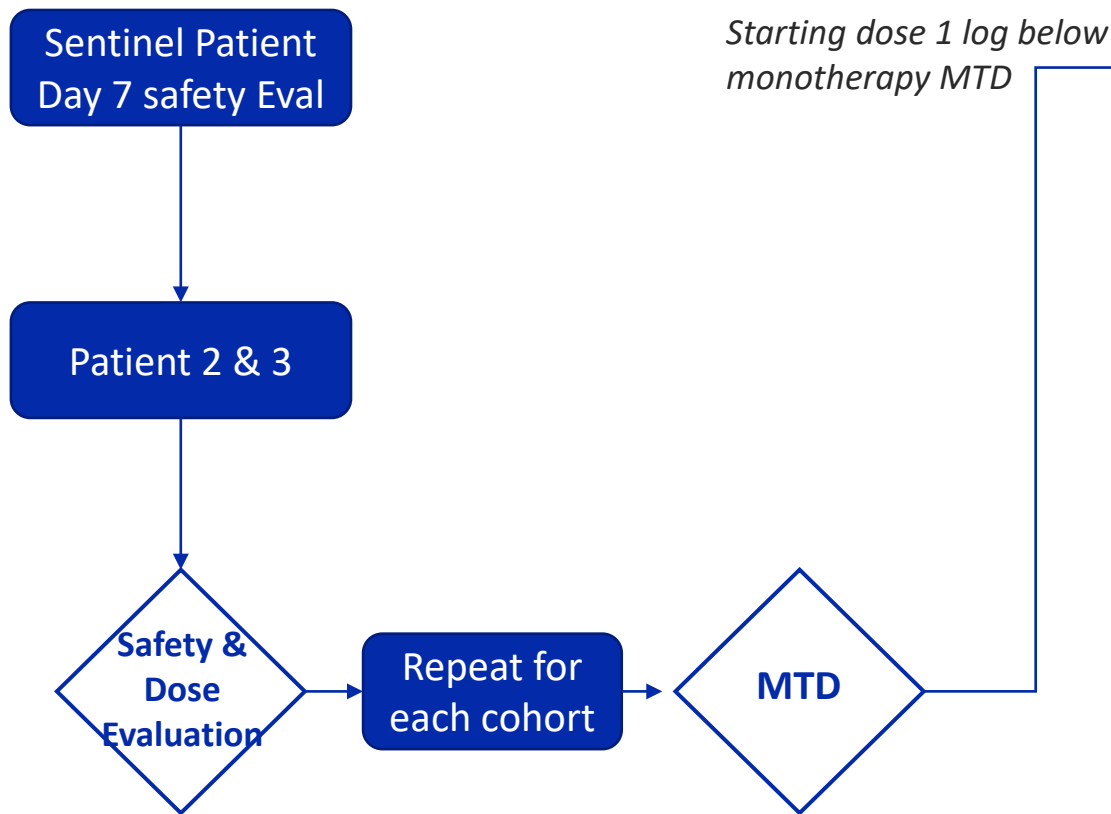 Sentinel Patient
Day 7 safety Eval
Starting dose 1 log below
monotherapy MTD
Patient 2 & 3
Safety &
Dose
Evaluation
Repeat for
each cohort
MTD